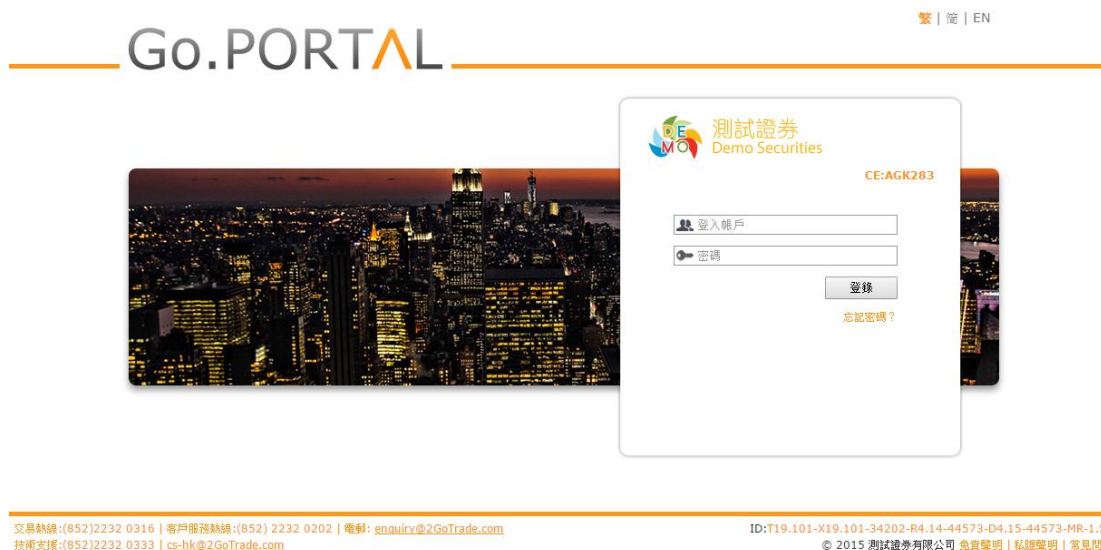 繁 | 简 | EN
Go.PORTAL
DEMO
測試證券
Demo Securities
CE:AGK283
登入帳戶
密碼
登錄
忘記密碼？
交易熱線:(852)2232 0316 | 客戶服務熱線:(852) 2232 0202 | 電郵: enquiry@2GoTrade.com
技術支援:(852)2232 0333 | cs-hk@2GoTrade.com
ID:T19.101-X19.101-34202-R4.14-44573-D4.15-44573-MR-1.5
© 2015 測試證券有限公司 免責聲明 | 私隱聲明 | 常見問